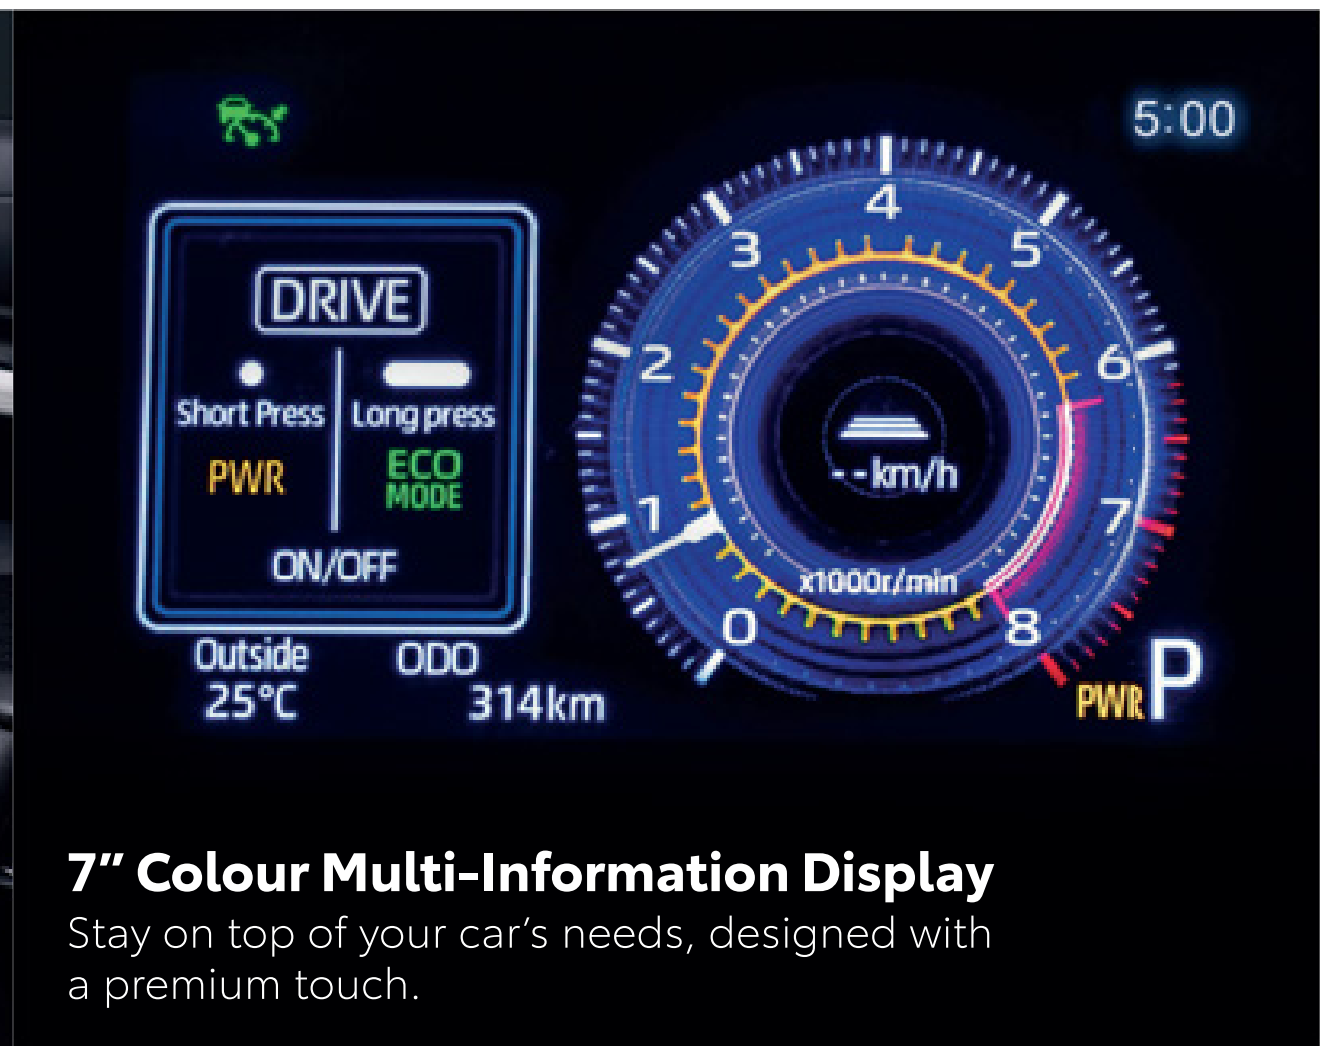 5:00
DRIVE
Short Press
Long press
PWR
ECO
MODE
ON/OFF
Outside
25°C
ODO
314km
0
1
2
3
4
5
6
7
8
--km/h
x1000r/min
PWR
P
7” Colour Multi-Information Display
Stay on top of your car’s needs, designed with
a premium touch.